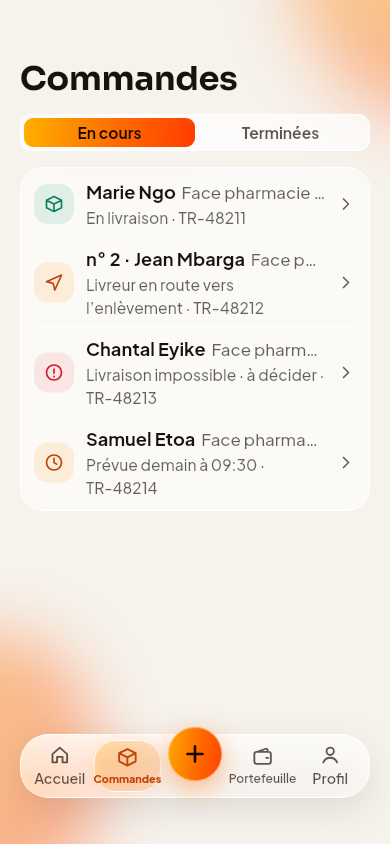 Commandes
En cours
Terminées
Marie Ngo Face pharmacie …
En livraison · TR-48211
n° 2 · Jean Mbarga Face p…
Livreur en route vers
l’enlèvement · TR-48212
Chantal Eyike Face pharm…
Livraison impossible · à décider ·
TR-48213
Samuel Etoa Face pharma…
Prévue demain à 09:30 ·
TR-48214
Accueil
Commandes
Portefeuille
Profil